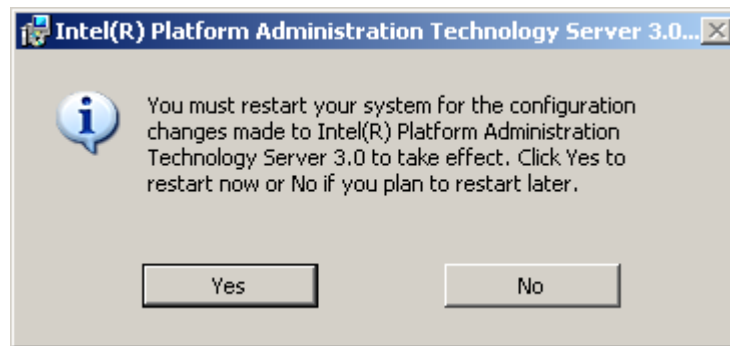 Intel(R) Platform Administration Technology Server 3.0...
You must restart your system for the configuration
changes made to Intel(R) Platform Administration
Technology Server 3.0 to take effect. Click Yes to
restart now or No if you plan to restart later.
Yes No